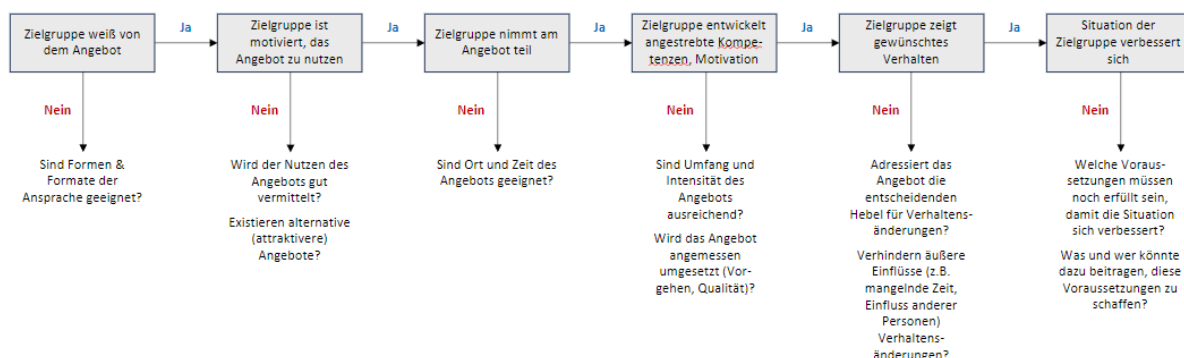 Zielgruppe weiß von
dem Angebot
Ja
Zielgruppe ist
motiviert, das
Angebot zu nutzen
Ja
Zielgruppe nimmt am
Angebot teil
Ja
Zielgruppe entwickelt
angestrebte Kompe-
tenzen, Motivation
Ja
Zielgruppe zeigt
gewünschtes
Verhalten
Ja
Situation der
Zielgruppe verbessert
sich
Nein
Nein
Nein
Nein
Nein
Nein
Sind Formen &
Formate der
Ansprache geeignet?
Wird der Nutzen des
Angebots gut
vermittelt?
Existieren alternative
(attraktivere)
Angebote?
Sind Ort und Zeit des
Angebots geeignet?
Sind Umfang und
Intensität des
Angebots
ausreichend?
Wird das Angebot
angemessen
umgesetzt (Vor-
gehen, Qualität)?
Adressiert das
Angebot die
entscheidenden
Hebel für Verhaltens-
änderungen?
Verhindern äußere
Einflüsse (z.B.
mangelnde Zeit,
Einfluss anderer
Personen)
Verhaltens-
änderungen?
Welche Voraus-
setzungen müssen
noch erfüllt sein,
damit die Situation
sich verbessert?
Was und wer könnte
dazu beitragen, diese
Voraussetzungen zu
schaffen?